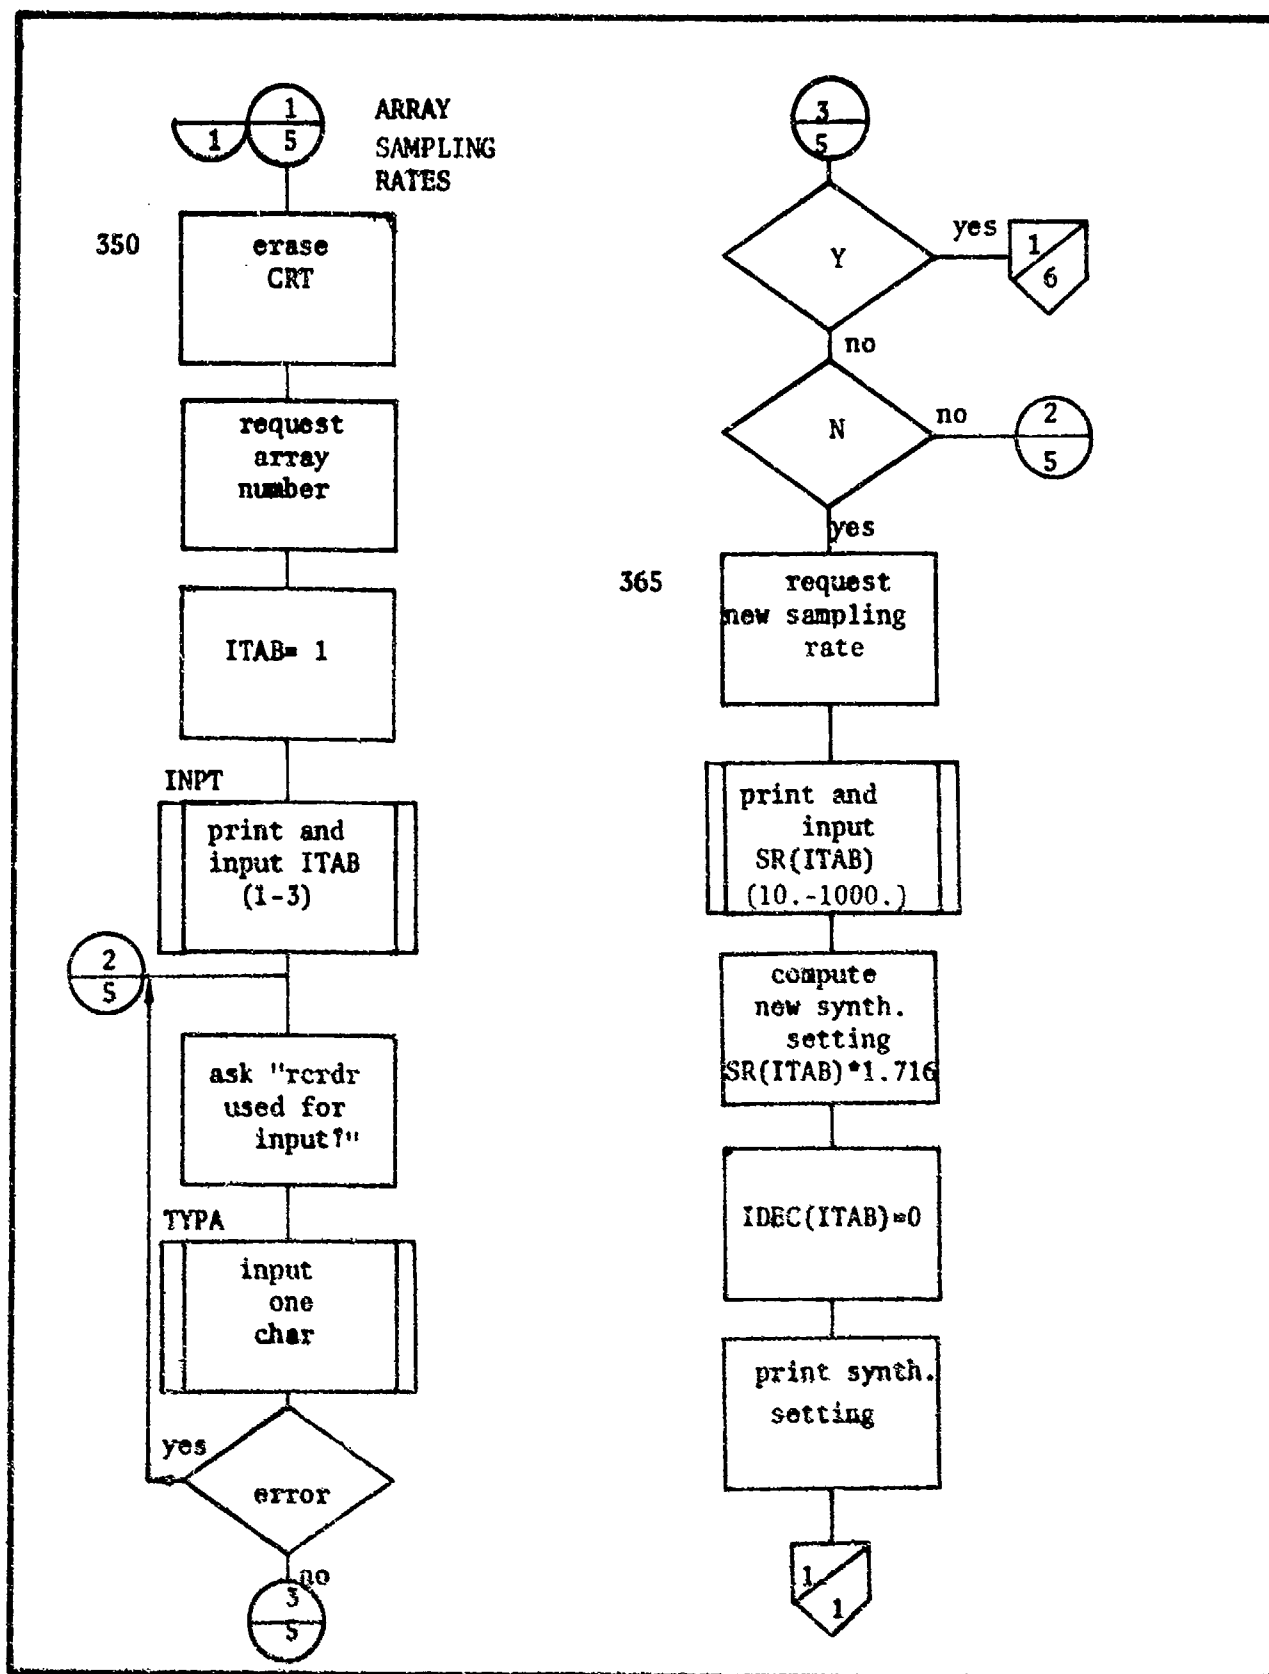 1
1
5
ARRAY
SAMPLING
RATES
350
erase
CRT
request
array
number
ITAB= 1
INPT
print and
input ITAB
(1-3)
2
5
ask "rcrdr
used for
input?"
TYPA
input
one
char
yes
error
no
3
5
3
5
Y
yes
1
6
no
N
no
2
5
yes
365
request
new sampling
rate
print and
input
SR(ITAB)
(10.-1000.)
compute
new synth.
setting
SR(ITAB)*1.716
IDEC(ITAB)=0
print synth.
setting
1
1